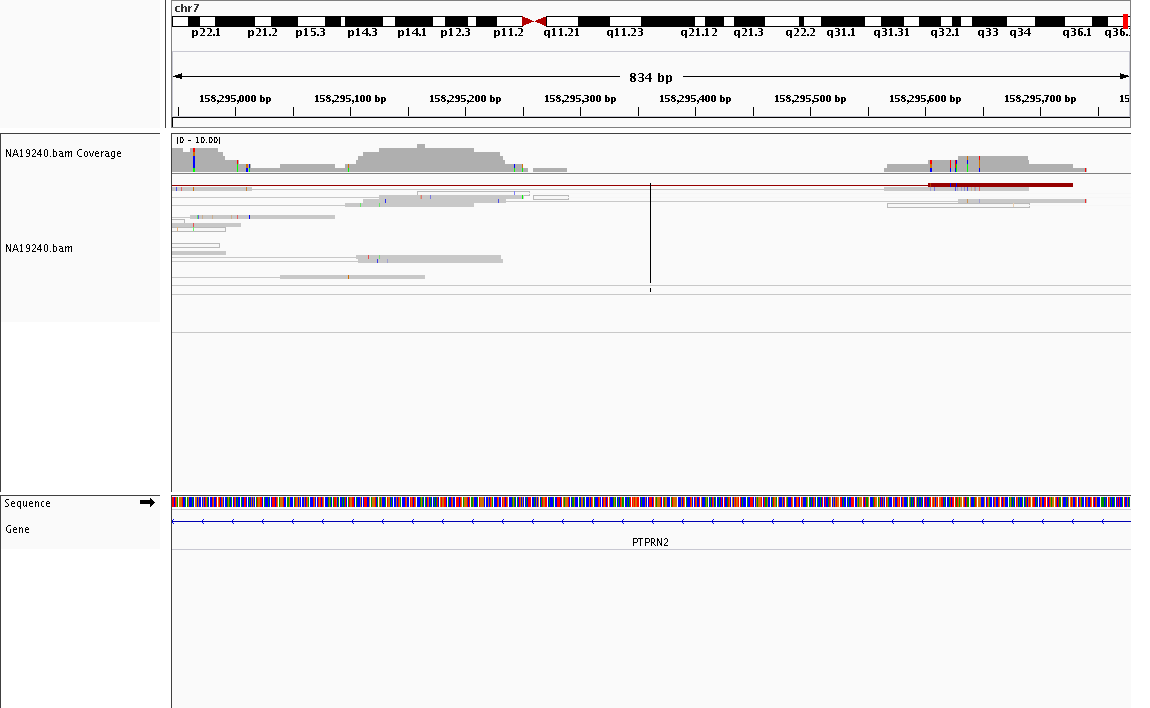 chr7
p22.1 p21.2 p15.3 p14.3 p14.1 p12.3 p11.2 q11.21 q11.23 q21.12 q21.3 q22.2 q31.1 q31.31 q32.1 q33 q34 q36.1 q36.
834 bp
158,295,000 bp 158,295,100 bp 158,295,200 bp 158,295,300 bp 158,295,400 bp 158,295,500 bp 158,295,600 bp 158,295,700 bp 15
[0 - 10.00]
NA19240.bam Coverage
NA19240.bam
Sequence
Gene
PTPRN2